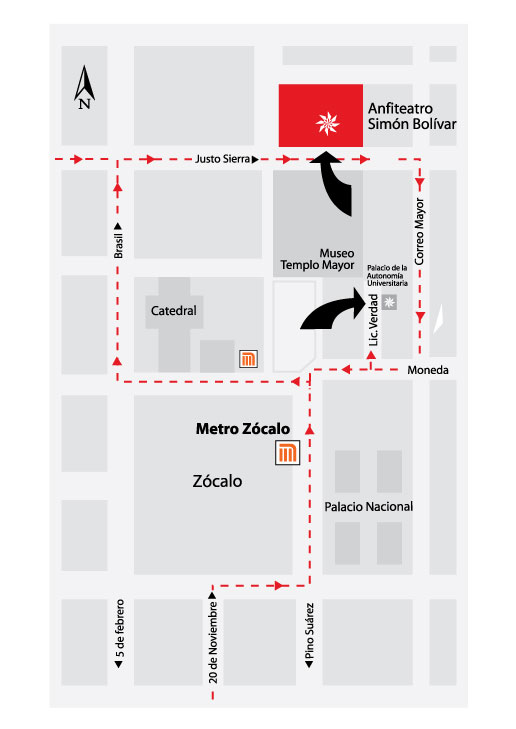 N
Anfiteatro
Simón Bolívar
Justo Sierra
Brasil
Correo Mayor
Museo
Templo Mayor
Palacio de la
Autonomía
Universitaria
Catedral
Lic. Verdad
Moneda
Metro Zócalo
Zócalo
Palacio Nacional
5 de febrero
20 de Noviembre
Pino Suárez